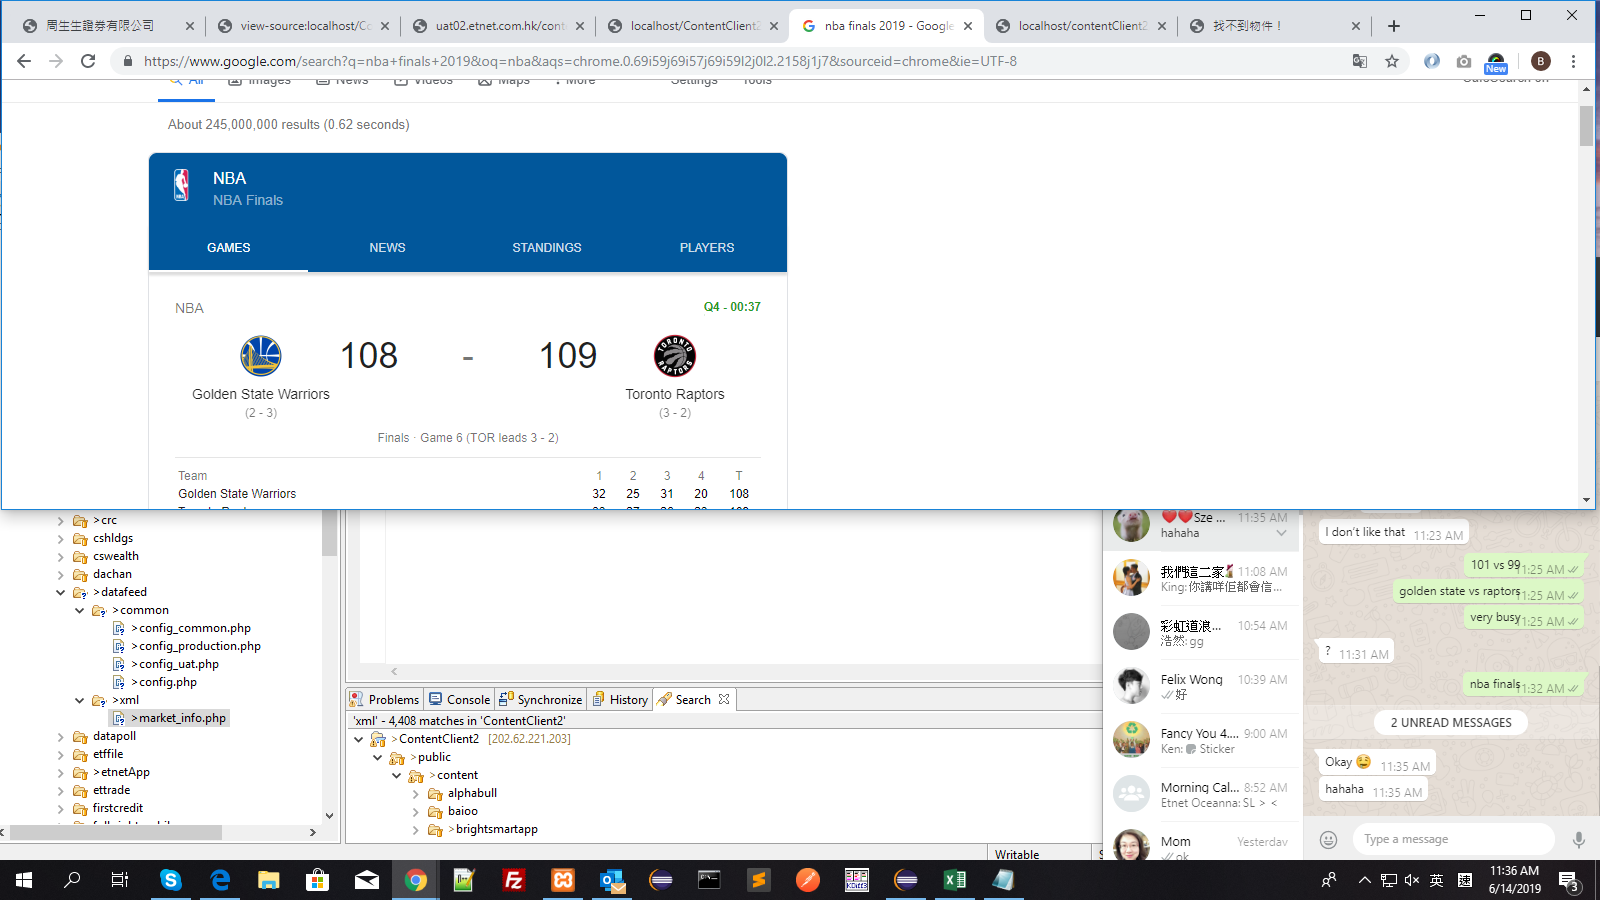 周生生證券有限公司
view-source:localhost/Co
uat02.etnet.com.hk/cont
localhost/ContentClient2
nba finals 2019 - Google
localhost/contentClient2
找不到物件！
https://www.google.com/search?q=nba+finals+2019&oq=nba&aqs=chrome.0.69i59j69i57j69i59l2j0l2.2158j1j7&sourceid=chrome&ie=UTF-8
New
B
All Images News Videos Maps More Settings Tools
SafeSearch on
About 245,000,000 results (0.62 seconds)
NBA
NBA Finals
GAMES NEWS STANDINGS PLAYERS
NBA
Q4 - 00:37
108 - 109
TORONTO RAPTORS
Golden State Warriors
Toronto Raptors
(2 - 3)
(3 - 2)
Finals · Game 6 (TOR leads 3 - 2)
Team 1 2 3 4 T
Golden State Warriors 32 25 31 20 108
>crc
cshldgs
cswealth
dachan
>datafeed
>common
>config_common.php
>config_production.php
>config_uat.php
>config.php
>xml
>market_info.php
datapoll
etffile
>etnetApp
ettrade
firstcredit
Problems Console Synchronize History Search
'xml' - 4,408 matches in 'ContentClient2'
>ContentClient2 [202.62.221.203]
>public
>content
alphabull
baioo
>brightsmartapp
Writable
Sze ... 11:35 AM
hahaha
我們這二家 11:08 AM
King: 你講咩佢都會信...
彩虹道浪... 10:54 AM
浩然: gg
Felix Wong 10:39 AM
好
Fancy You 4.... 9:00 AM
Ken: Sticker
Morning Cal... 8:52 AM
Etnet Oceanna: SL > <
Mom Yesterday
ok
I don't like that 11:23 AM
101 vs 99 11:25 AM
golden state vs raptors 11:25 AM
very busy 11:25 AM
? 11:31 AM
nba finals 11:32 AM
2 UNREAD MESSAGES
Okay 11:35 AM
hahaha 11:35 AM
Type a message
KDiff3
英
11:36 AM
6/14/2019
3